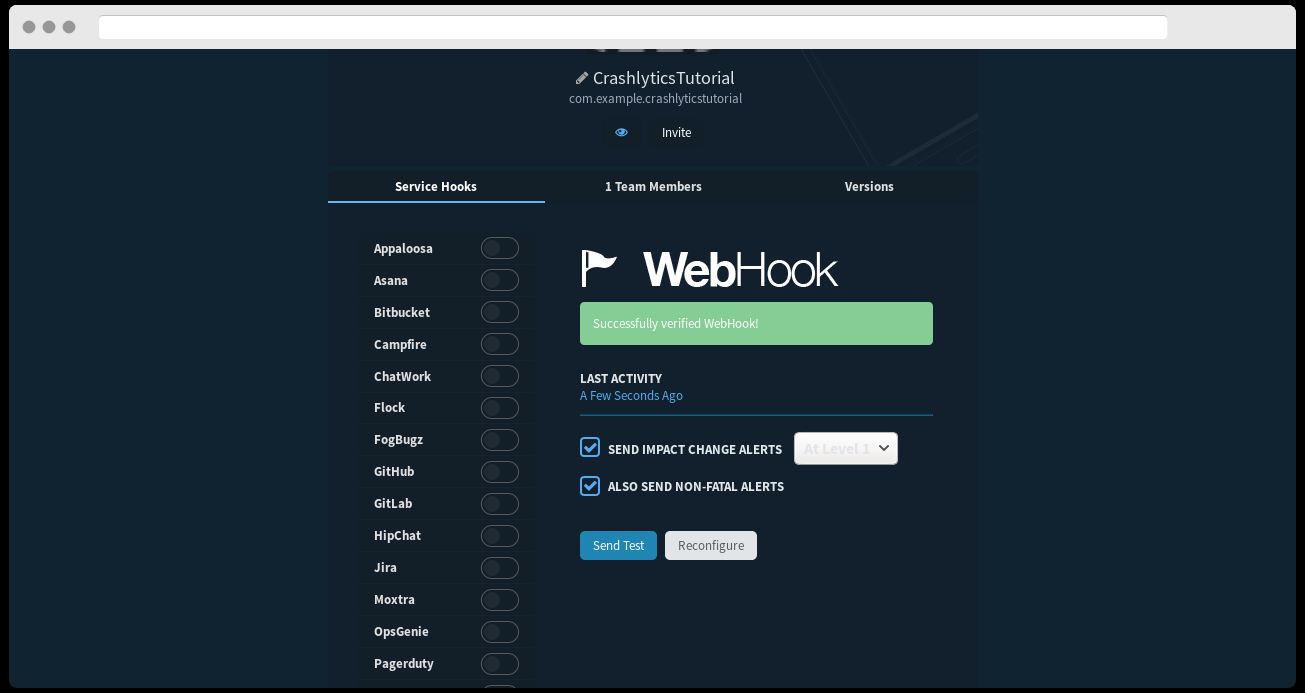 CrashlyticsTutorial
com.example.crashlyticstutorial
Invite
Service Hooks
1 Team Members
Versions
Appaloosa
Asana
Bitbucket
Campfire
ChatWork
Flock
FogBugz
GitHub
GitLab
HipChat
Jira
Moxtra
OpsGenie
Pagerduty
WebHook
Successfully verified WebHook!
LAST ACTIVITY
A Few Seconds Ago
SEND IMPACT CHANGE ALERTS
At Level 1
ALSO SEND NON-FATAL ALERTS
Send Test
Reconfigure